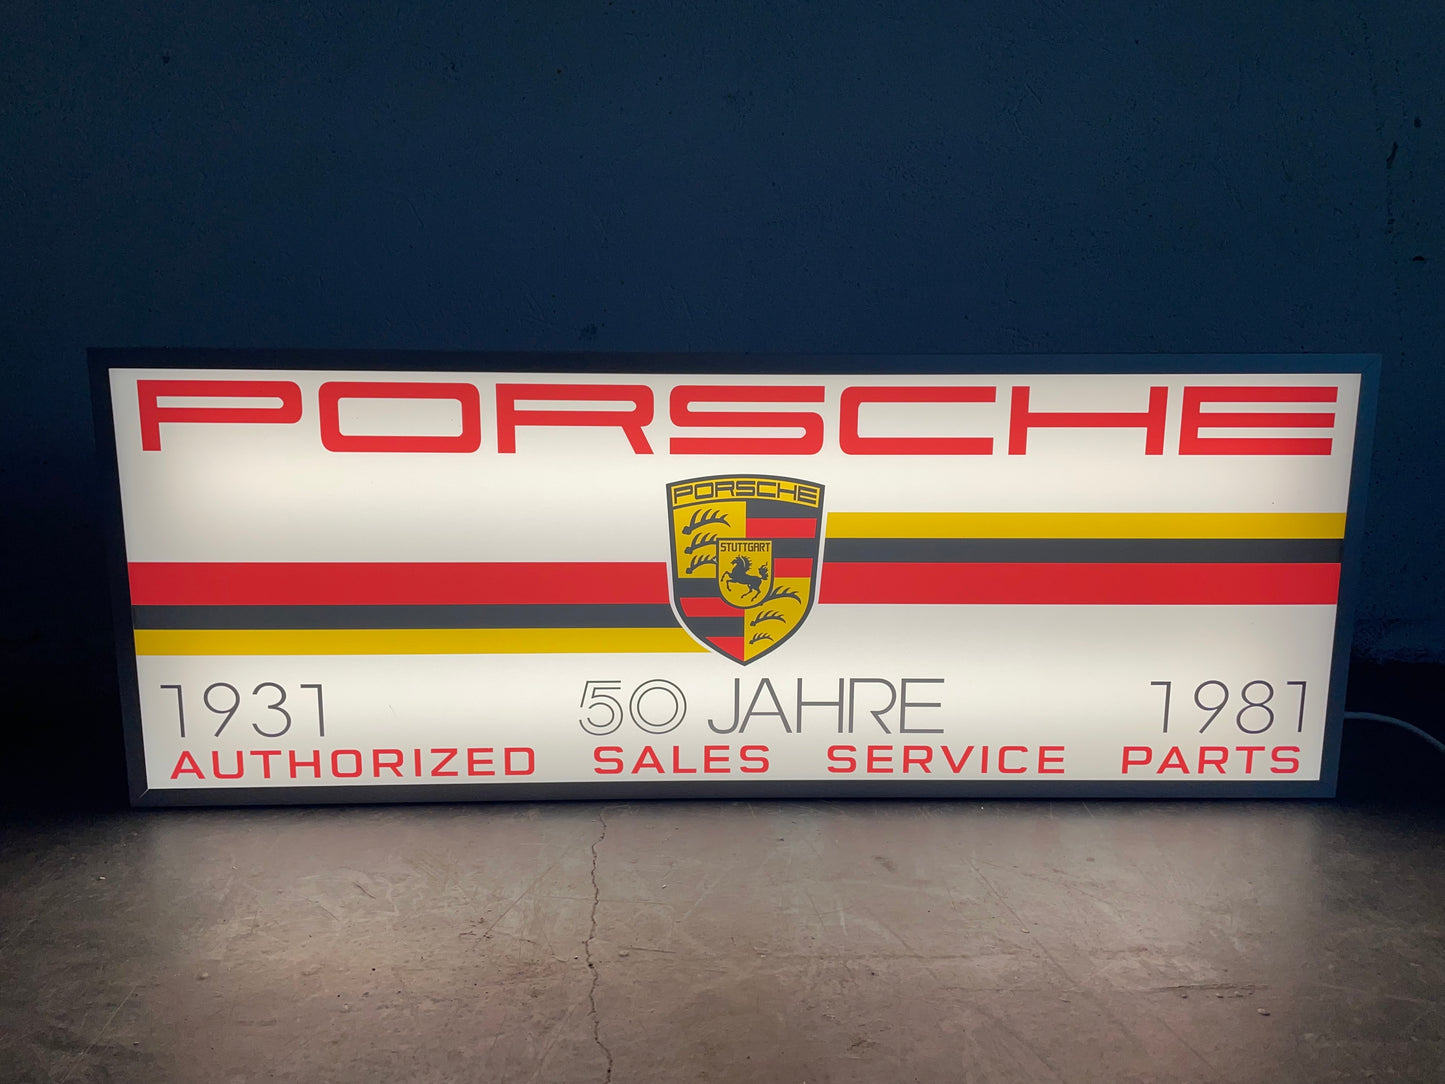 PORSCHE
PORSCHE
STUTTGART
1931 50 JAHRE 1981
AUTHORIZED SALES SERVICE PARTS